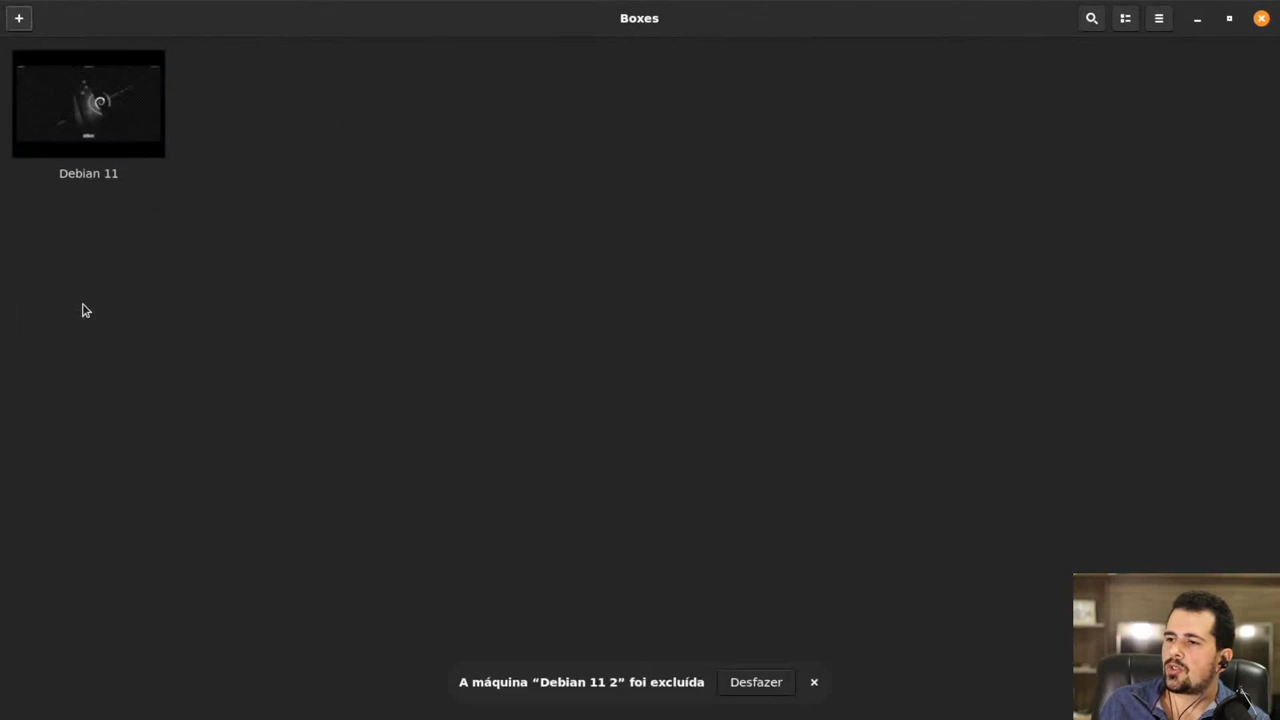 Boxes
Debian 11
A máquina “Debian 11 2” foi excluída
Desfazer